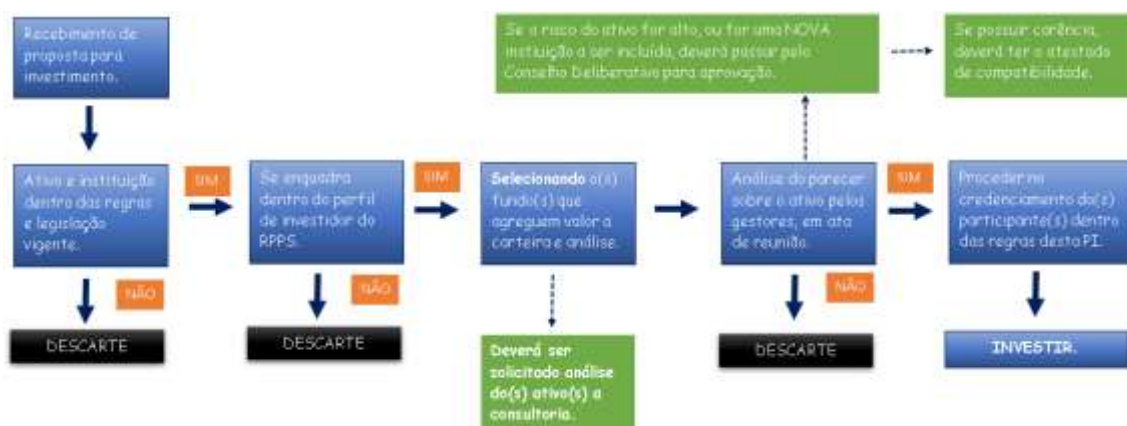 Recebimento de
proposta para
investimento.
Se o risco do ativo for alto, ou for uma NOVA
instituição a ser incluída, deverá passar pelo
Conselho Deliberativo para aprovação.
Se possuir carência,
deverá ter o atestado
de compatibilidade.
Ativo e instituição
dentro das regras
e legislação
vigente.
SIM
Se enquadra
dentro do perfil
de investidor do
RPPS.
SIM
Selecionando o(s)
fundo(s) que
agreguem valor a
carteira e análise.
Análise do parecer
sobre o ativo pelos
gestores, em ata
de reunião.
SIM
Proceder no
credenciamento do(s)
participante(s) dentro
das regras desta PI.
NÃO
NÃO
NÃO
DESCARTE
DESCARTE
Deverá ser
solicitado análise
do(s) ativo(s) a
consultoria.
DESCARTE
INVESTIR.